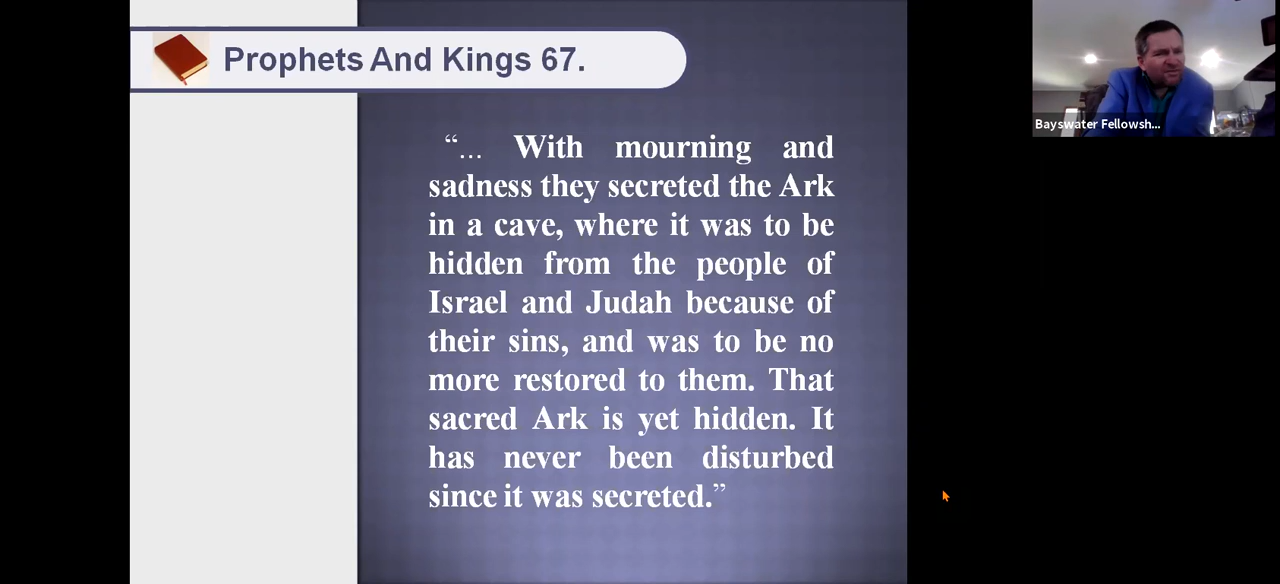 Prophets And Kings 67.
“... With mourning and
sadness they secreted the Ark
in a cave, where it was to be
hidden from the people of
Israel and Judah because of
their sins, and was to be no
more restored to them. That
sacred Ark is yet hidden. It
has never been disturbed
since it was secreted.”
Bayswater Fellowsh...